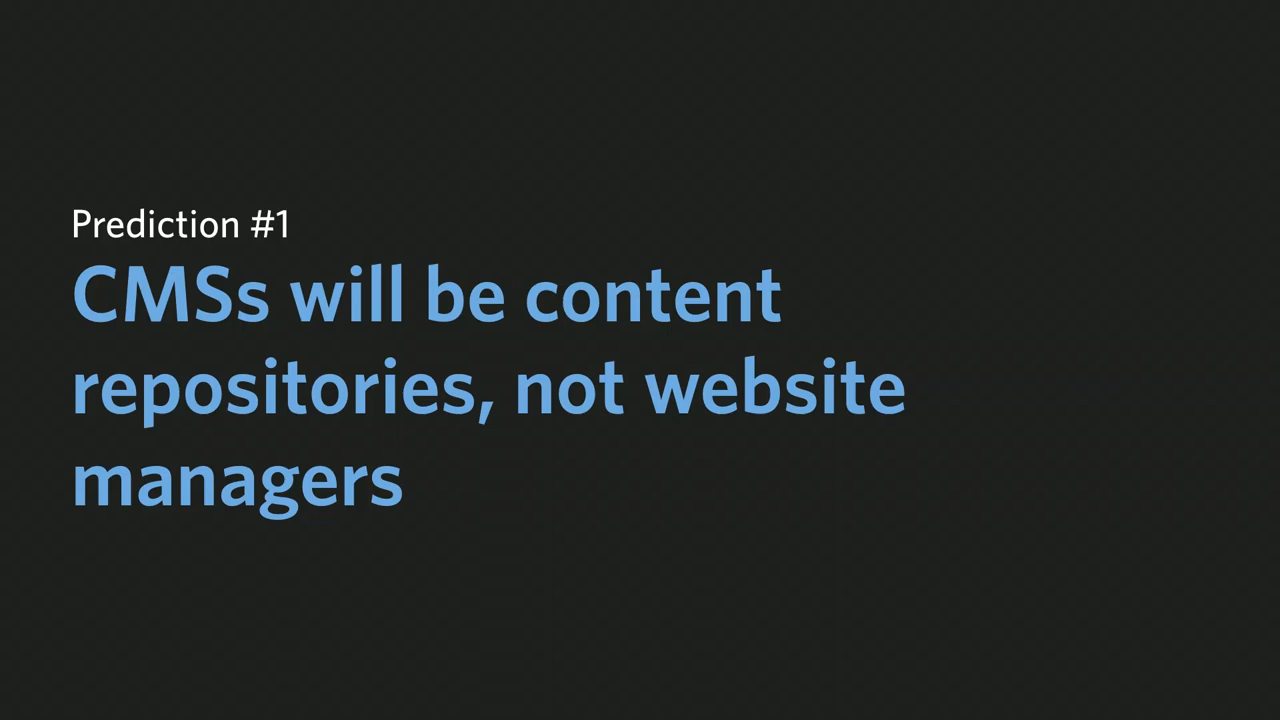 Prediction #1
CMSs will be content
repositories, not website
managers